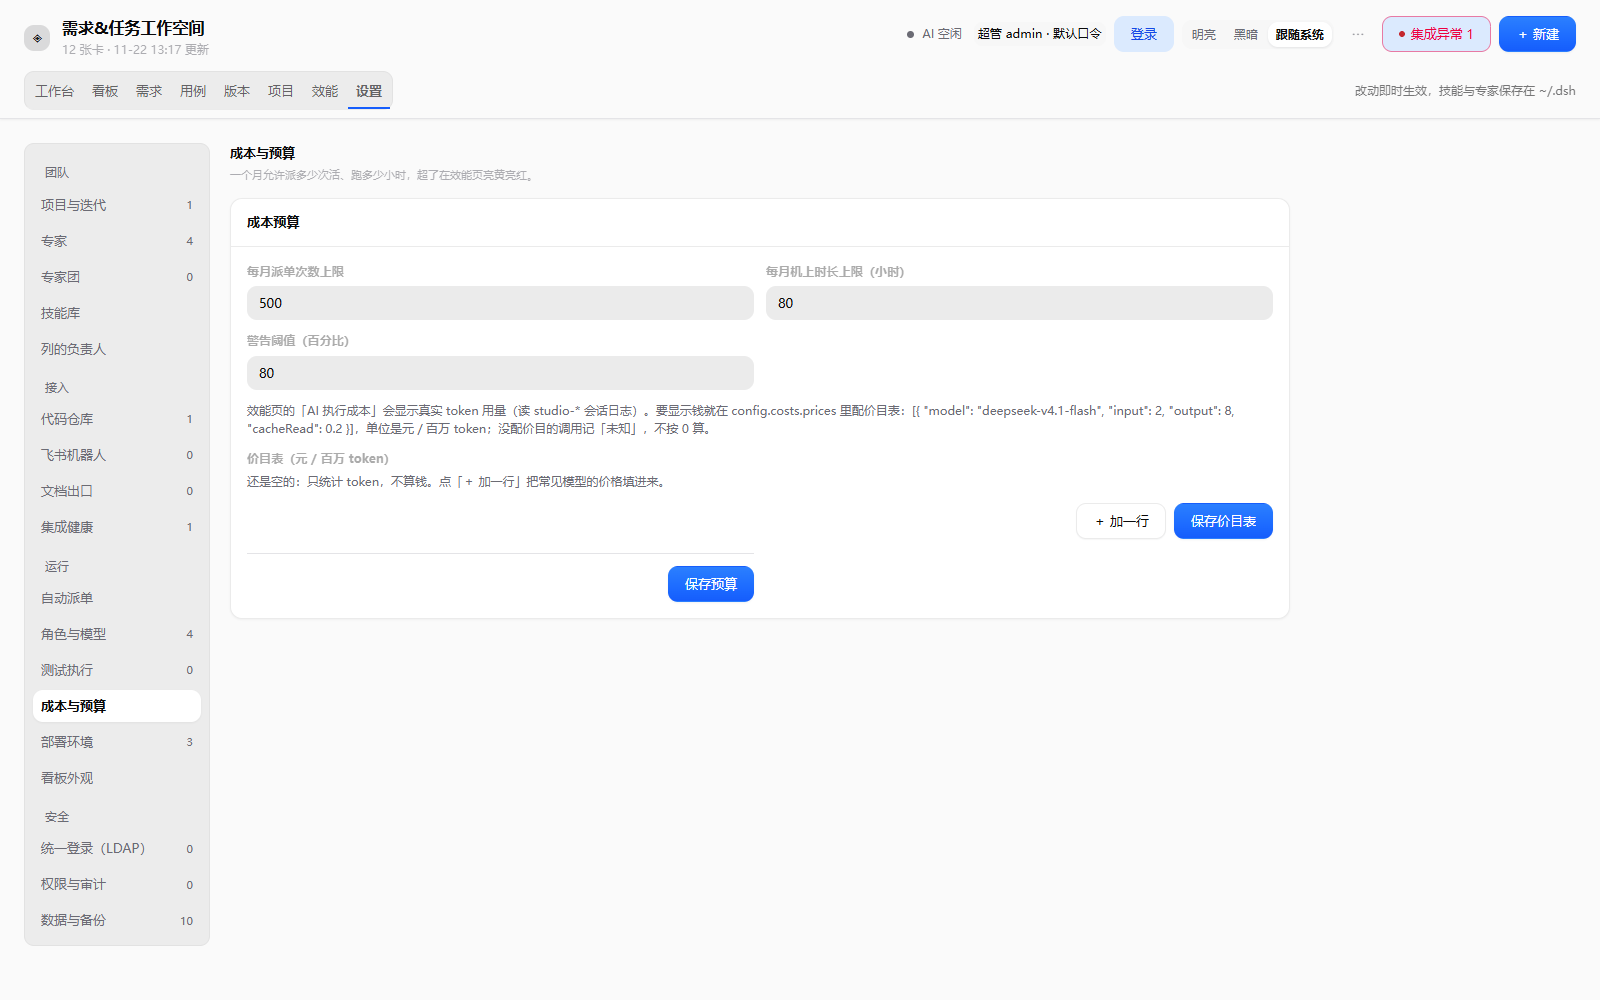 需求&任务工作空间
12 张卡 · 11-22 13:17 更新
AI 空闲
超管 admin · 默认口令
登录
明亮
黑暗
跟随系统
···
集成异常 1
+ 新建
工作台
看板
需求
用例
版本
项目
效能
设置
改动即时生效，技能与专家保存在 ~/.dsh
团队
项目与迭代 1
专家 4
专家团 0
技能库
列的负责人
接入
代码仓库 1
飞书机器人 0
文档出口 0
集成健康 1
运行
自动派单
角色与模型 4
测试执行 0
成本与预算
部署环境 3
看板外观
安全
统一登录（LDAP） 0
权限与审计 0
数据与备份 10
成本与预算
一个月允许派多少次活、跑多少小时，超了在效能页亮黄亮红。
成本预算
每月派单次数上限
500
每月机上时长上限（小时）
80
警告阈值（百分比）
80
效能页的「AI 执行成本」会显示真实 token 用量（读 studio-* 会话日志）。要显示钱就在 config.costs.prices 里配价目表：[{ "model": "deepseek-v4.1-flash", "input": 2, "output": 8,
"cacheRead": 0.2 }]，单位是元 / 百万 token；没配价目的调用记「未知」，不按 0 算。
价目表（元 / 百万 token）
还是空的：只统计 token，不算钱。点「+ 加一行」把常见模型的价格填进来。
+ 加一行
保存价目表
保存预算